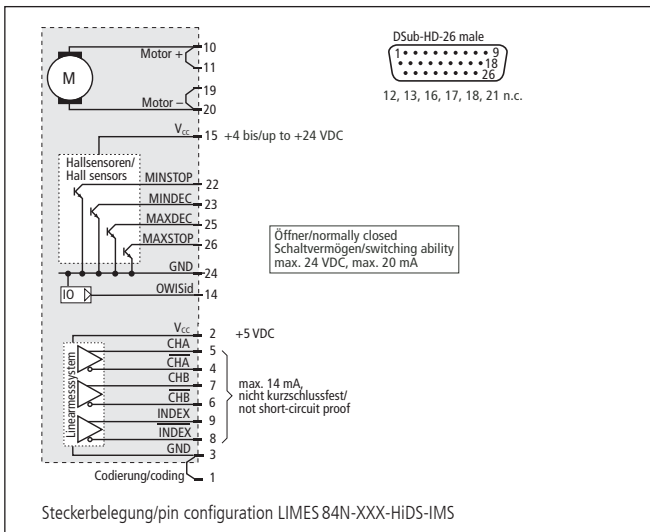 10
Motor +
11
M
19
Motor –
20
Vcc
15 +4 bis/up to +24 VDC
Hallsensoren/
Hall sensors
MINSTOP
22
MINDEC
23
MAXDEC
25
MAXSTOP
26
GND
24
IO
OWISid
14
Vcc
2 +5 VDC
CHA
5
CHA
4
CHB
7
CHB
6
INDEX
9
INDEX
8
GND
3
Linearmesssystem
Codierung/coding
1
max. 14 mA,
nicht kurzschlussfest/
not short-circuit proof
DSub-HD-26 male
1 9
18
26
12, 13, 16, 17, 18, 21 n.c.
Öffner/normally closed
Schaltvermögen/switching ability
max. 24 VDC, max. 20 mA
Steckerbelegung/pin configuration LIMES 84N-XXX-HiDS-IMS